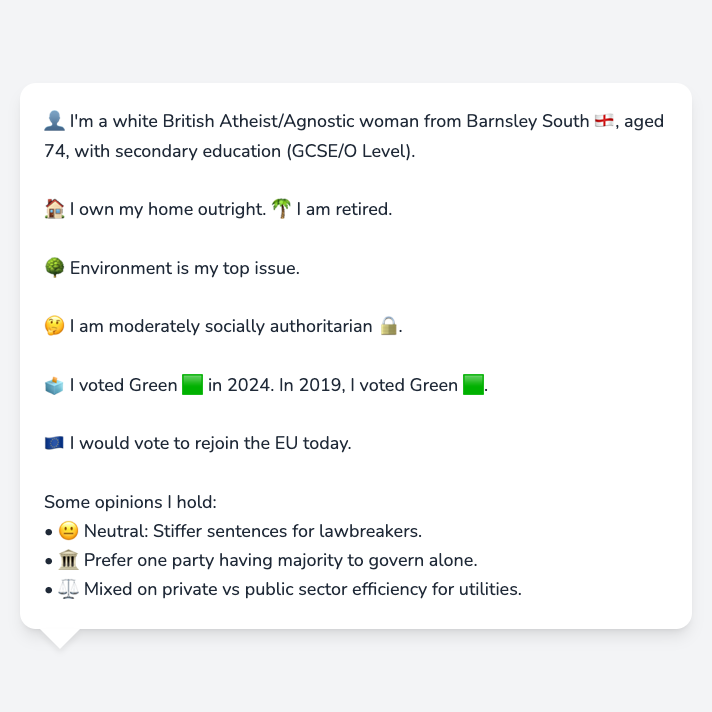 👤 I'm a white British Atheist/Agnostic woman from Barnsley South 🏴󠁧󠁢󠁥󠁮󠁧󠁿, aged
74, with secondary education (GCSE/O Level).
🏠 I own my home outright. 🌴 I am retired.
🌳 Environment is my top issue.
🤔 I am moderately socially authoritarian 🔒.
🗳️ I voted Green 🟩 in 2024. In 2019, I voted Green 🟩.
🇪🇺 I would vote to rejoin the EU today.
Some opinions I hold:
• 😐 Neutral: Stiffer sentences for lawbreakers.
• 🏛️ Prefer one party having majority to govern alone.
• ⚖️ Mixed on private vs public sector efficiency for utilities.